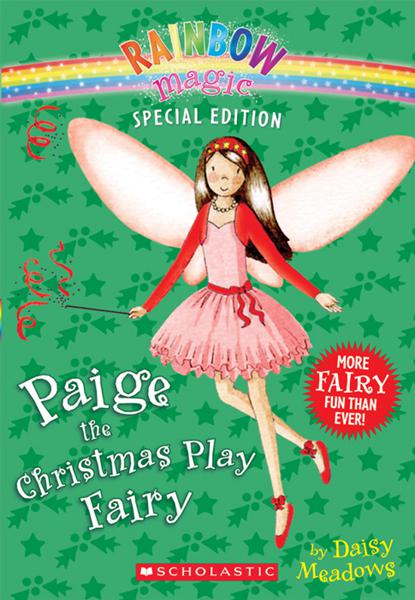 RAINBOW
magic
SPECIAL EDITION
MORE
FAIRY
FUN THAN
EVER!
Paige
the
Christmas Play
Fairy
by Daisy
Meadows
SCHOLASTIC